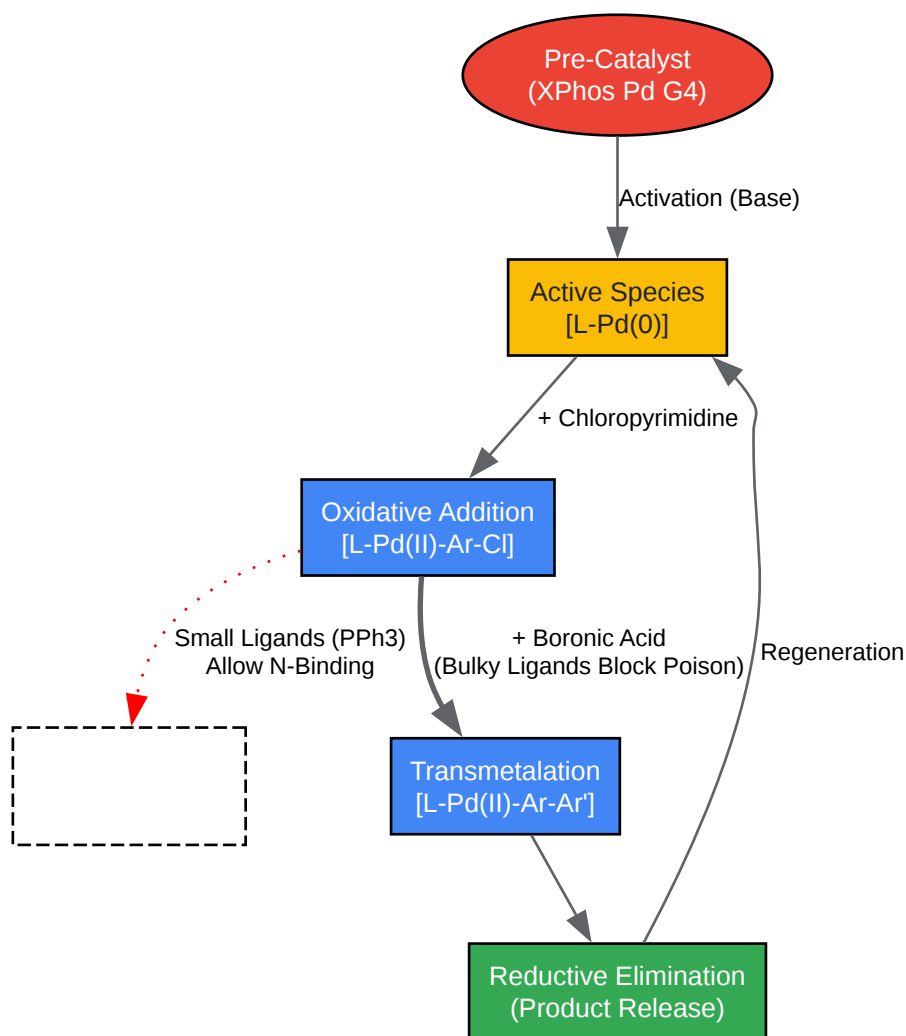 Pre-Catalyst
(XPhos Pd G4)
Activation (Base)
Active Species
[L-Pd(0)]
+ Chloropyrimidine
Oxidative Addition
[L-Pd(II)-Ar-Cl]
Small Ligands (PPh3)
Allow N-Binding
+ Boronic Acid
(Bulky Ligands Block Poison)
Regeneration
Transmetalation
[L-Pd(II)-Ar-Ar']
Reductive Elimination
(Product Release)